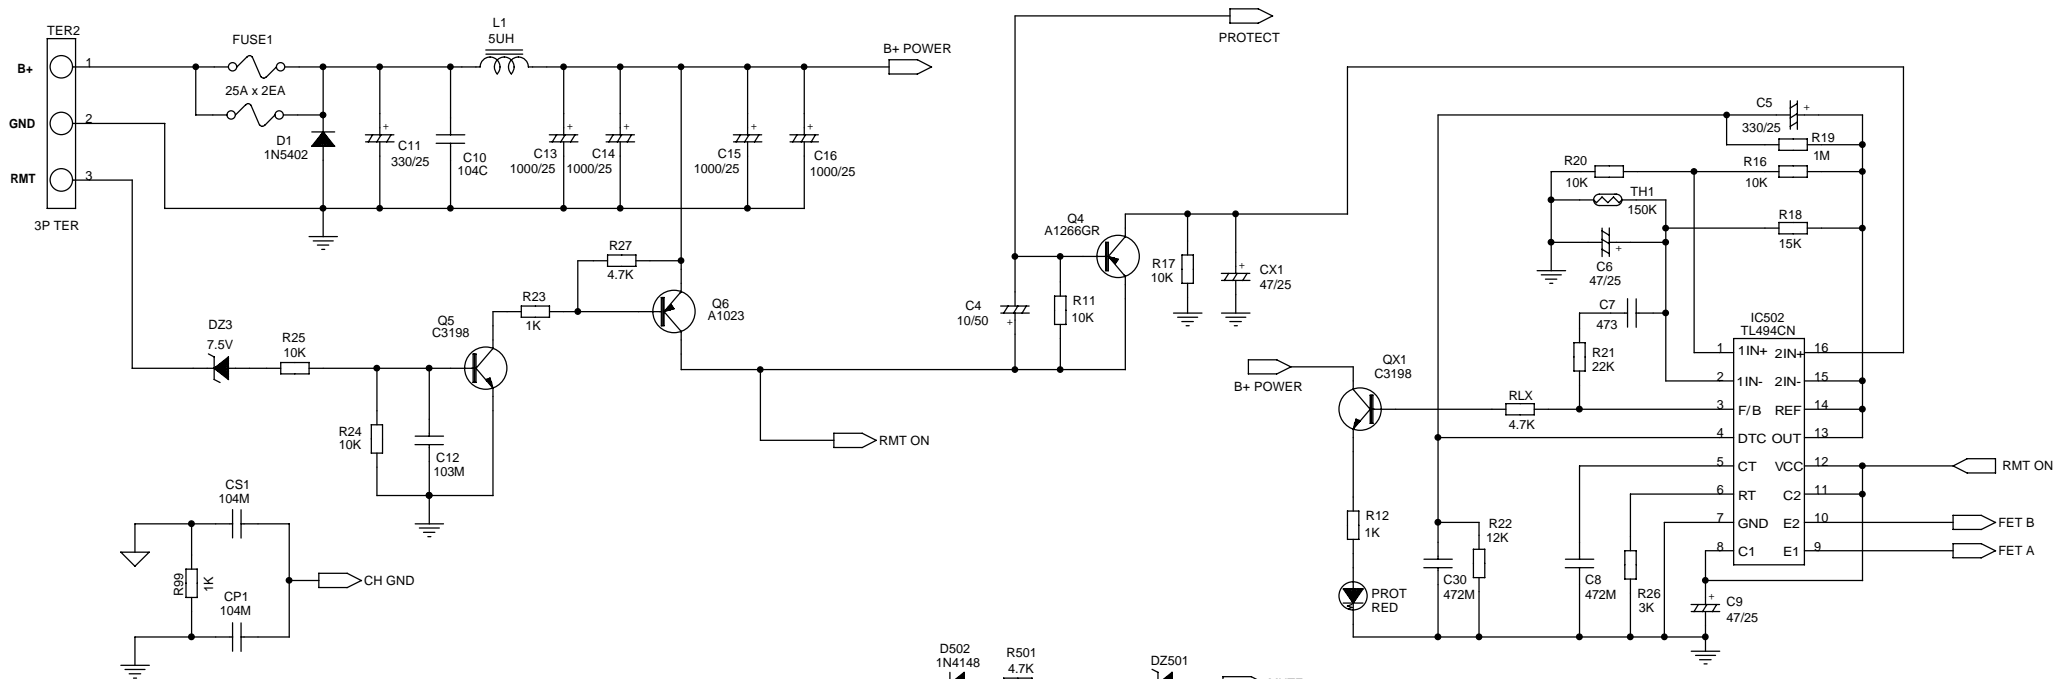 TER2
B+
1
GND
2
RMT
3
3P TER
FUSE1
25A x 2EA
D1
1N5402
C11
330/25
C10
104C
L1
5UH
C13
1000/25
C14
1000/25
C15
1000/25
C16
1000/25
B+ POWER
PROTECT
R27
4.7K
R23
1K
Q6
A1023
Q5
C3198
DZ3
7.5V
R25
10K
R24
10K
C12
103M
RMT ON
CS1
104M
R99
1K
CP1
104M
CH GND
Q4
A1266GR
C4
10/50
R11
10K
R17
10K
CX1
47/25
B+ POWER
QX1
C3198
RLX
4.7K
R12
1K
PROT
RED
C30
472M
R22
12K
C8
472M
R26
3K
C9
47/25
C5
330/25
R19
1M
R20
10K
R16
10K
TH1
150K
R18
15K
C6
47/25
C7
473
R21
22K
IC502
TL494CN
1 1IN+ 2IN+ 16
2 1IN- 2IN- 15
3 F/B REF 14
4 DTC OUT 13
5 CT VCC 12
6 RT C2 11
7 GND E2 10
8 C1 E1 9
RMT ON
FET B
FET A
D502
1N4148
R501
4.7K
DZ501